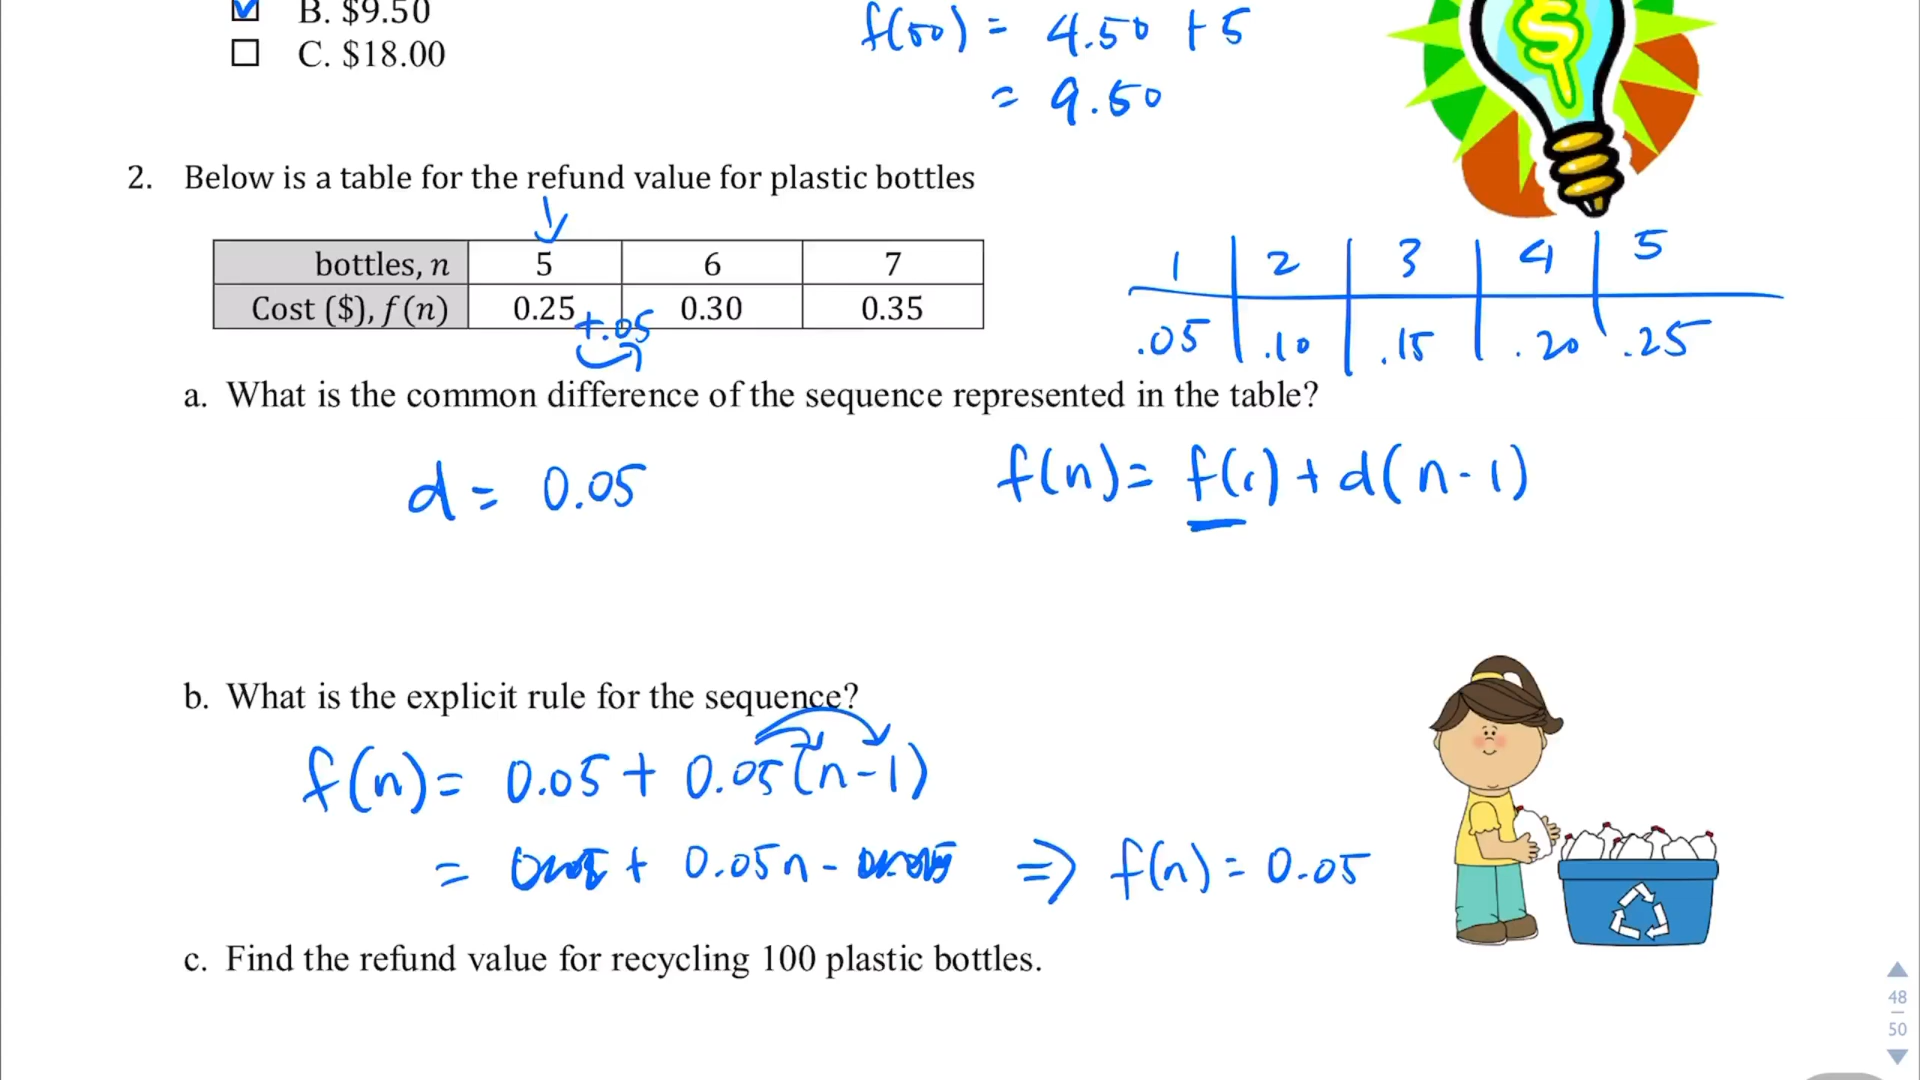 B. $9.50
C. $18.00
f(50) = 4.50 + 5
= 9.50
2. Below is a table for the refund value for plastic bottles
bottles, n 5 6 7
Cost ($), f(n) 0.25 0.30 0.35
+.05
1 2 3 4 5
.05 .10 .15 .20 .25
a. What is the common difference of the sequence represented in the table?
d = 0.05
f(n) = f(1) + d(n-1)
b. What is the explicit rule for the sequence?
f(n) = 0.05 + 0.05(n-1)
= 0.05 + 0.05n - 0.05 ⇒ f(n) = 0.05
c. Find the refund value for recycling 100 plastic bottles.
48
50